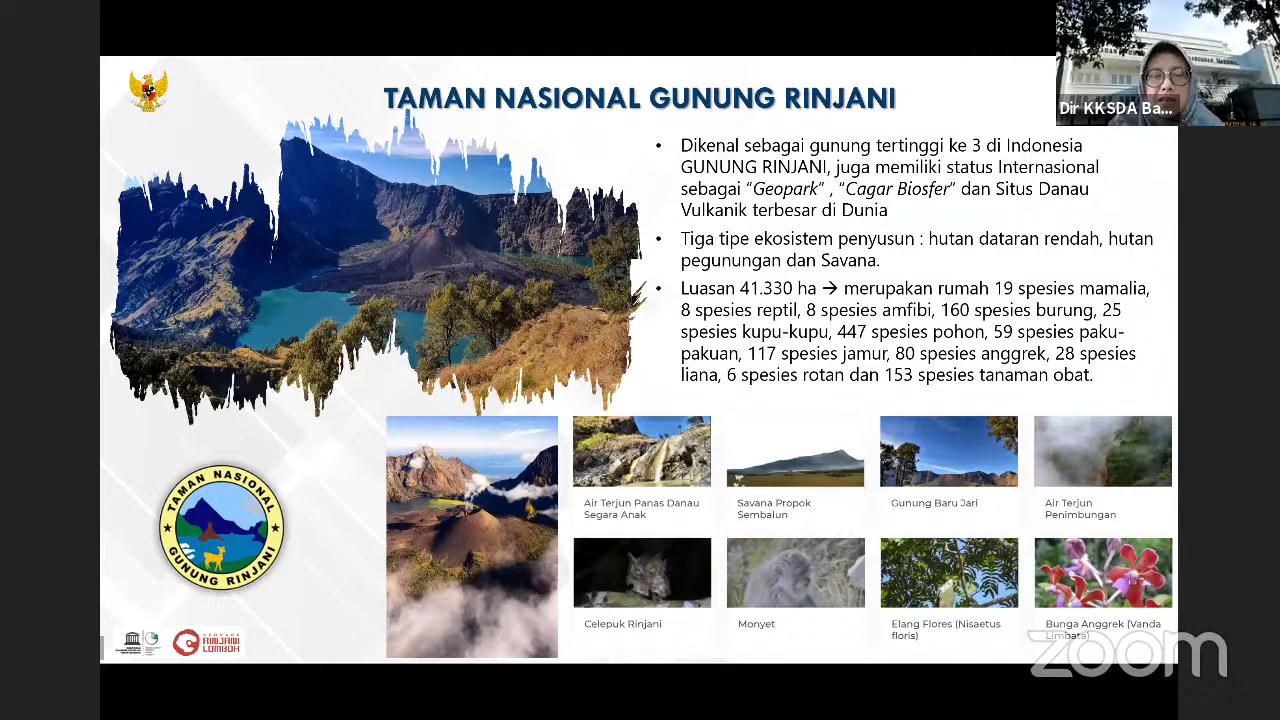 TAMAN NASIONAL GUNUNG RINJANI
Dir KKSDA Ba...
• Dikenal sebagai gunung tertinggi ke 3 di Indonesia
GUNUNG RINJANI, juga memiliki status Internasional
sebagai “Geopark” , “Cagar Biosfer” dan Situs Danau
Vulkanik terbesar di Dunia
• Tiga tipe ekosistem penyusun : hutan dataran rendah, hutan
pegunungan dan Savana.
• Luasan 41.330 ha → merupakan rumah 19 spesies mamalia,
8 spesies reptil, 8 spesies amfibi, 160 spesies burung, 25
spesies kupu-kupu, 447 spesies pohon, 59 spesies paku-
pakuan, 117 spesies jamur, 80 spesies anggrek, 28 spesies
liana, 6 spesies rotan dan 153 spesies tanaman obat.
TAMAN NASIONAL
GUNUNG RINJANI
Air Terjun Panas Danau
Segara Anak
Savana Propok
Sembalun
Gunung Baru Jari
Air Terjun
Penimbungan
Celepuk Rinjani
Monyet
Elang Flores (Nisaetus
floris)
Bunga Anggrek (Vanda
Limbata)
GEOPARK
RINJANI
LOMBOK
zoom